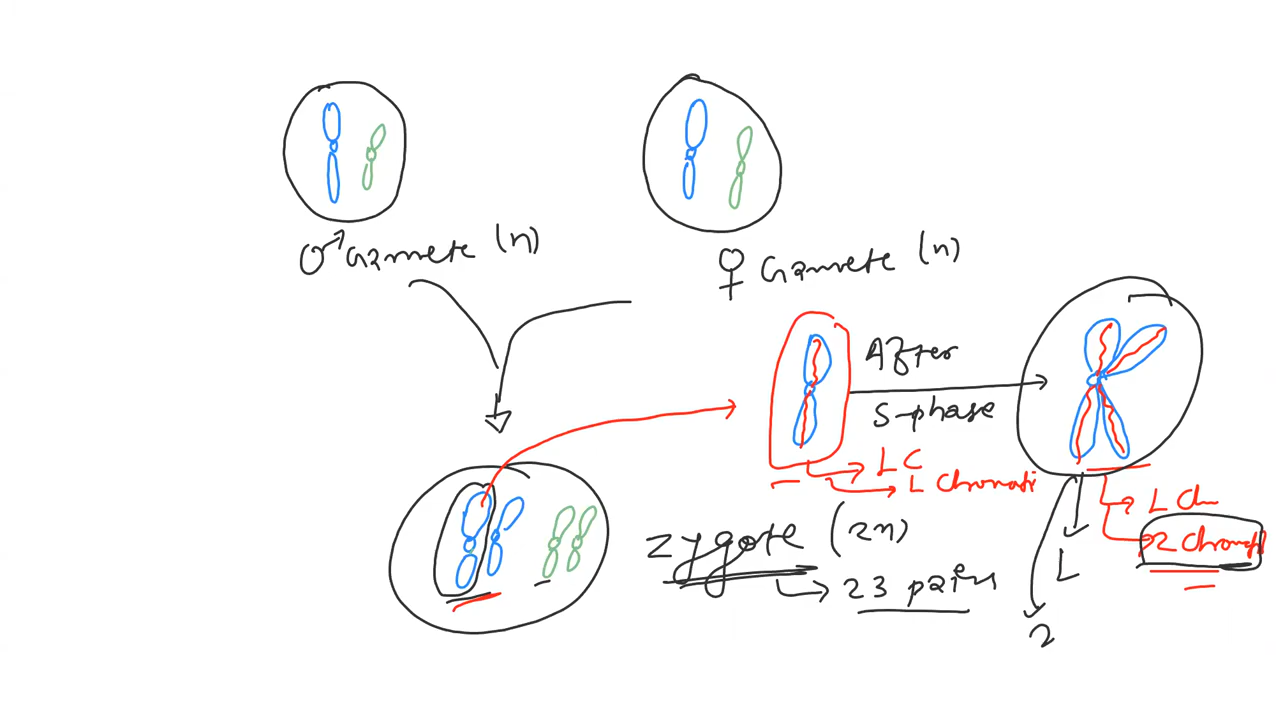 ♂ Gamete (n)
♀ Gamete (n)
After
S-phase
1 C
1 Chromati
1 Ch
2 Chromati
Zygote (2n)
23 pairs
1
2